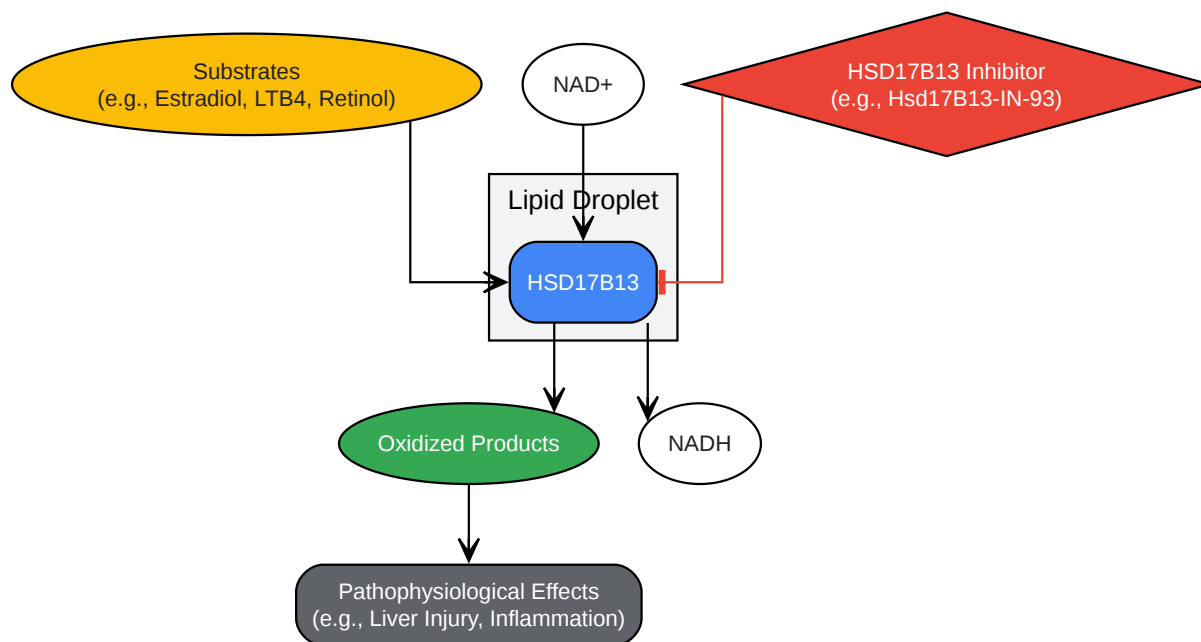 Substrates
(e.g., Estradiol, LTB4, Retinol)
NAD+
HSD17B13 Inhibitor
(e.g., Hsd17B13-IN-93)
Lipid Droplet
HSD17B13
Oxidized Products
NADH
Pathophysiological Effects
(e.g., Liver Injury, Inflammation)